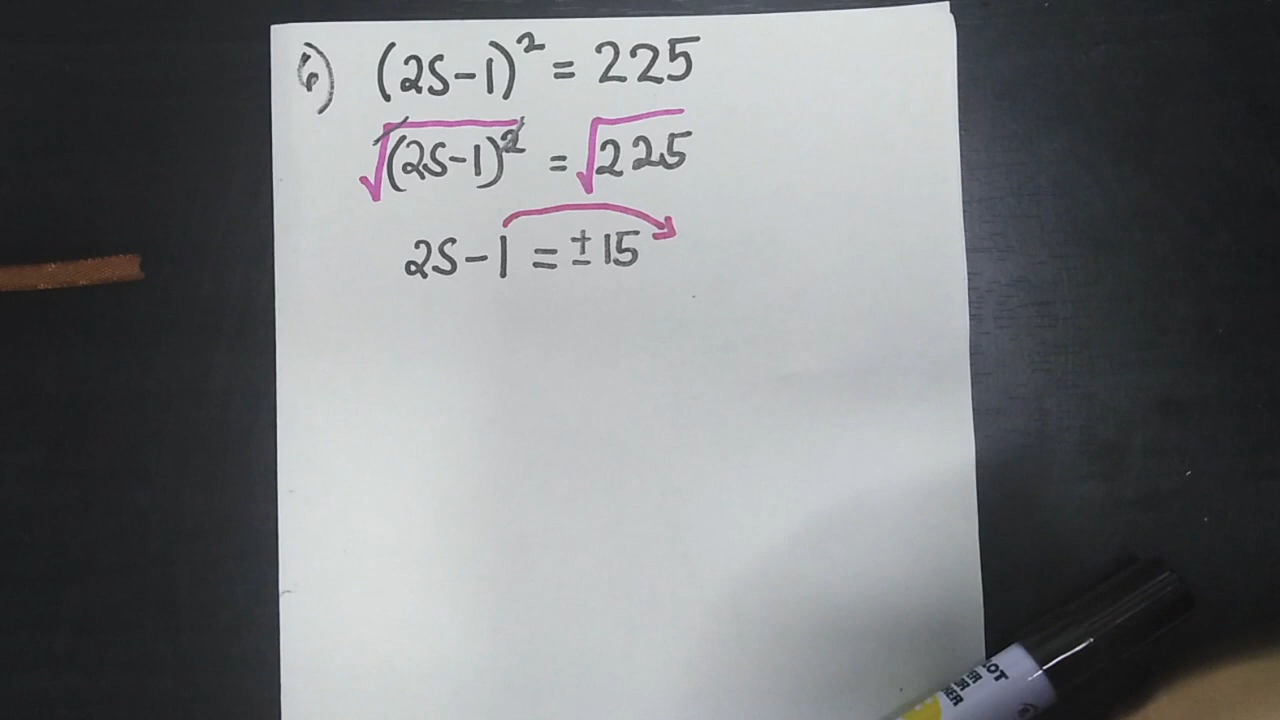 6) (2s-1)² = 225
√(2s-1)² = √225
2s-1 = ±15